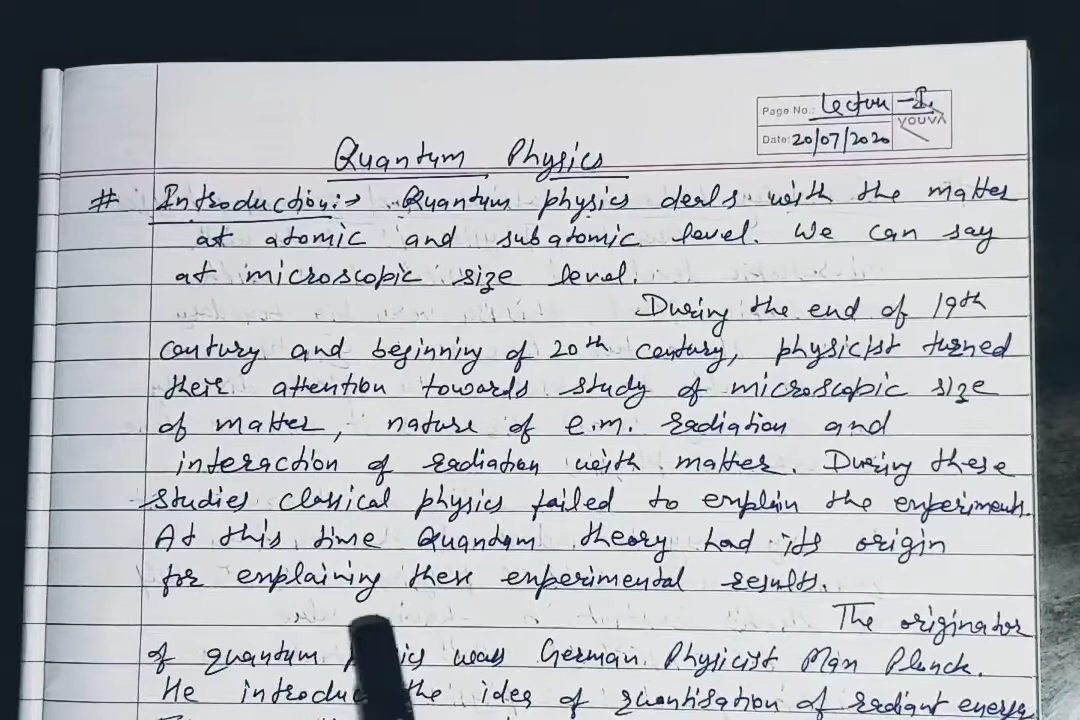 Page No.: Lecture - I.
YOUVA
Date: 20/07/2020
Quantum Physics
# Introduction:→ Quantum physics deals with the matter
at atomic and subatomic level. We can say
at microscopic size level.
During the end of 19th
century and beginning of 20th century, physicist turned
their attention towards study of microscopic size
of matter, nature of e.m. radiation and
interaction of radiation with matter. During these
studies classical physics failed to explain the experiments.
At this time Quantum theory had its origin
for explaining these experimental results.
The originator
of quantum was German Physicist Max Planck.
He the idea of quantisation of radiant energy